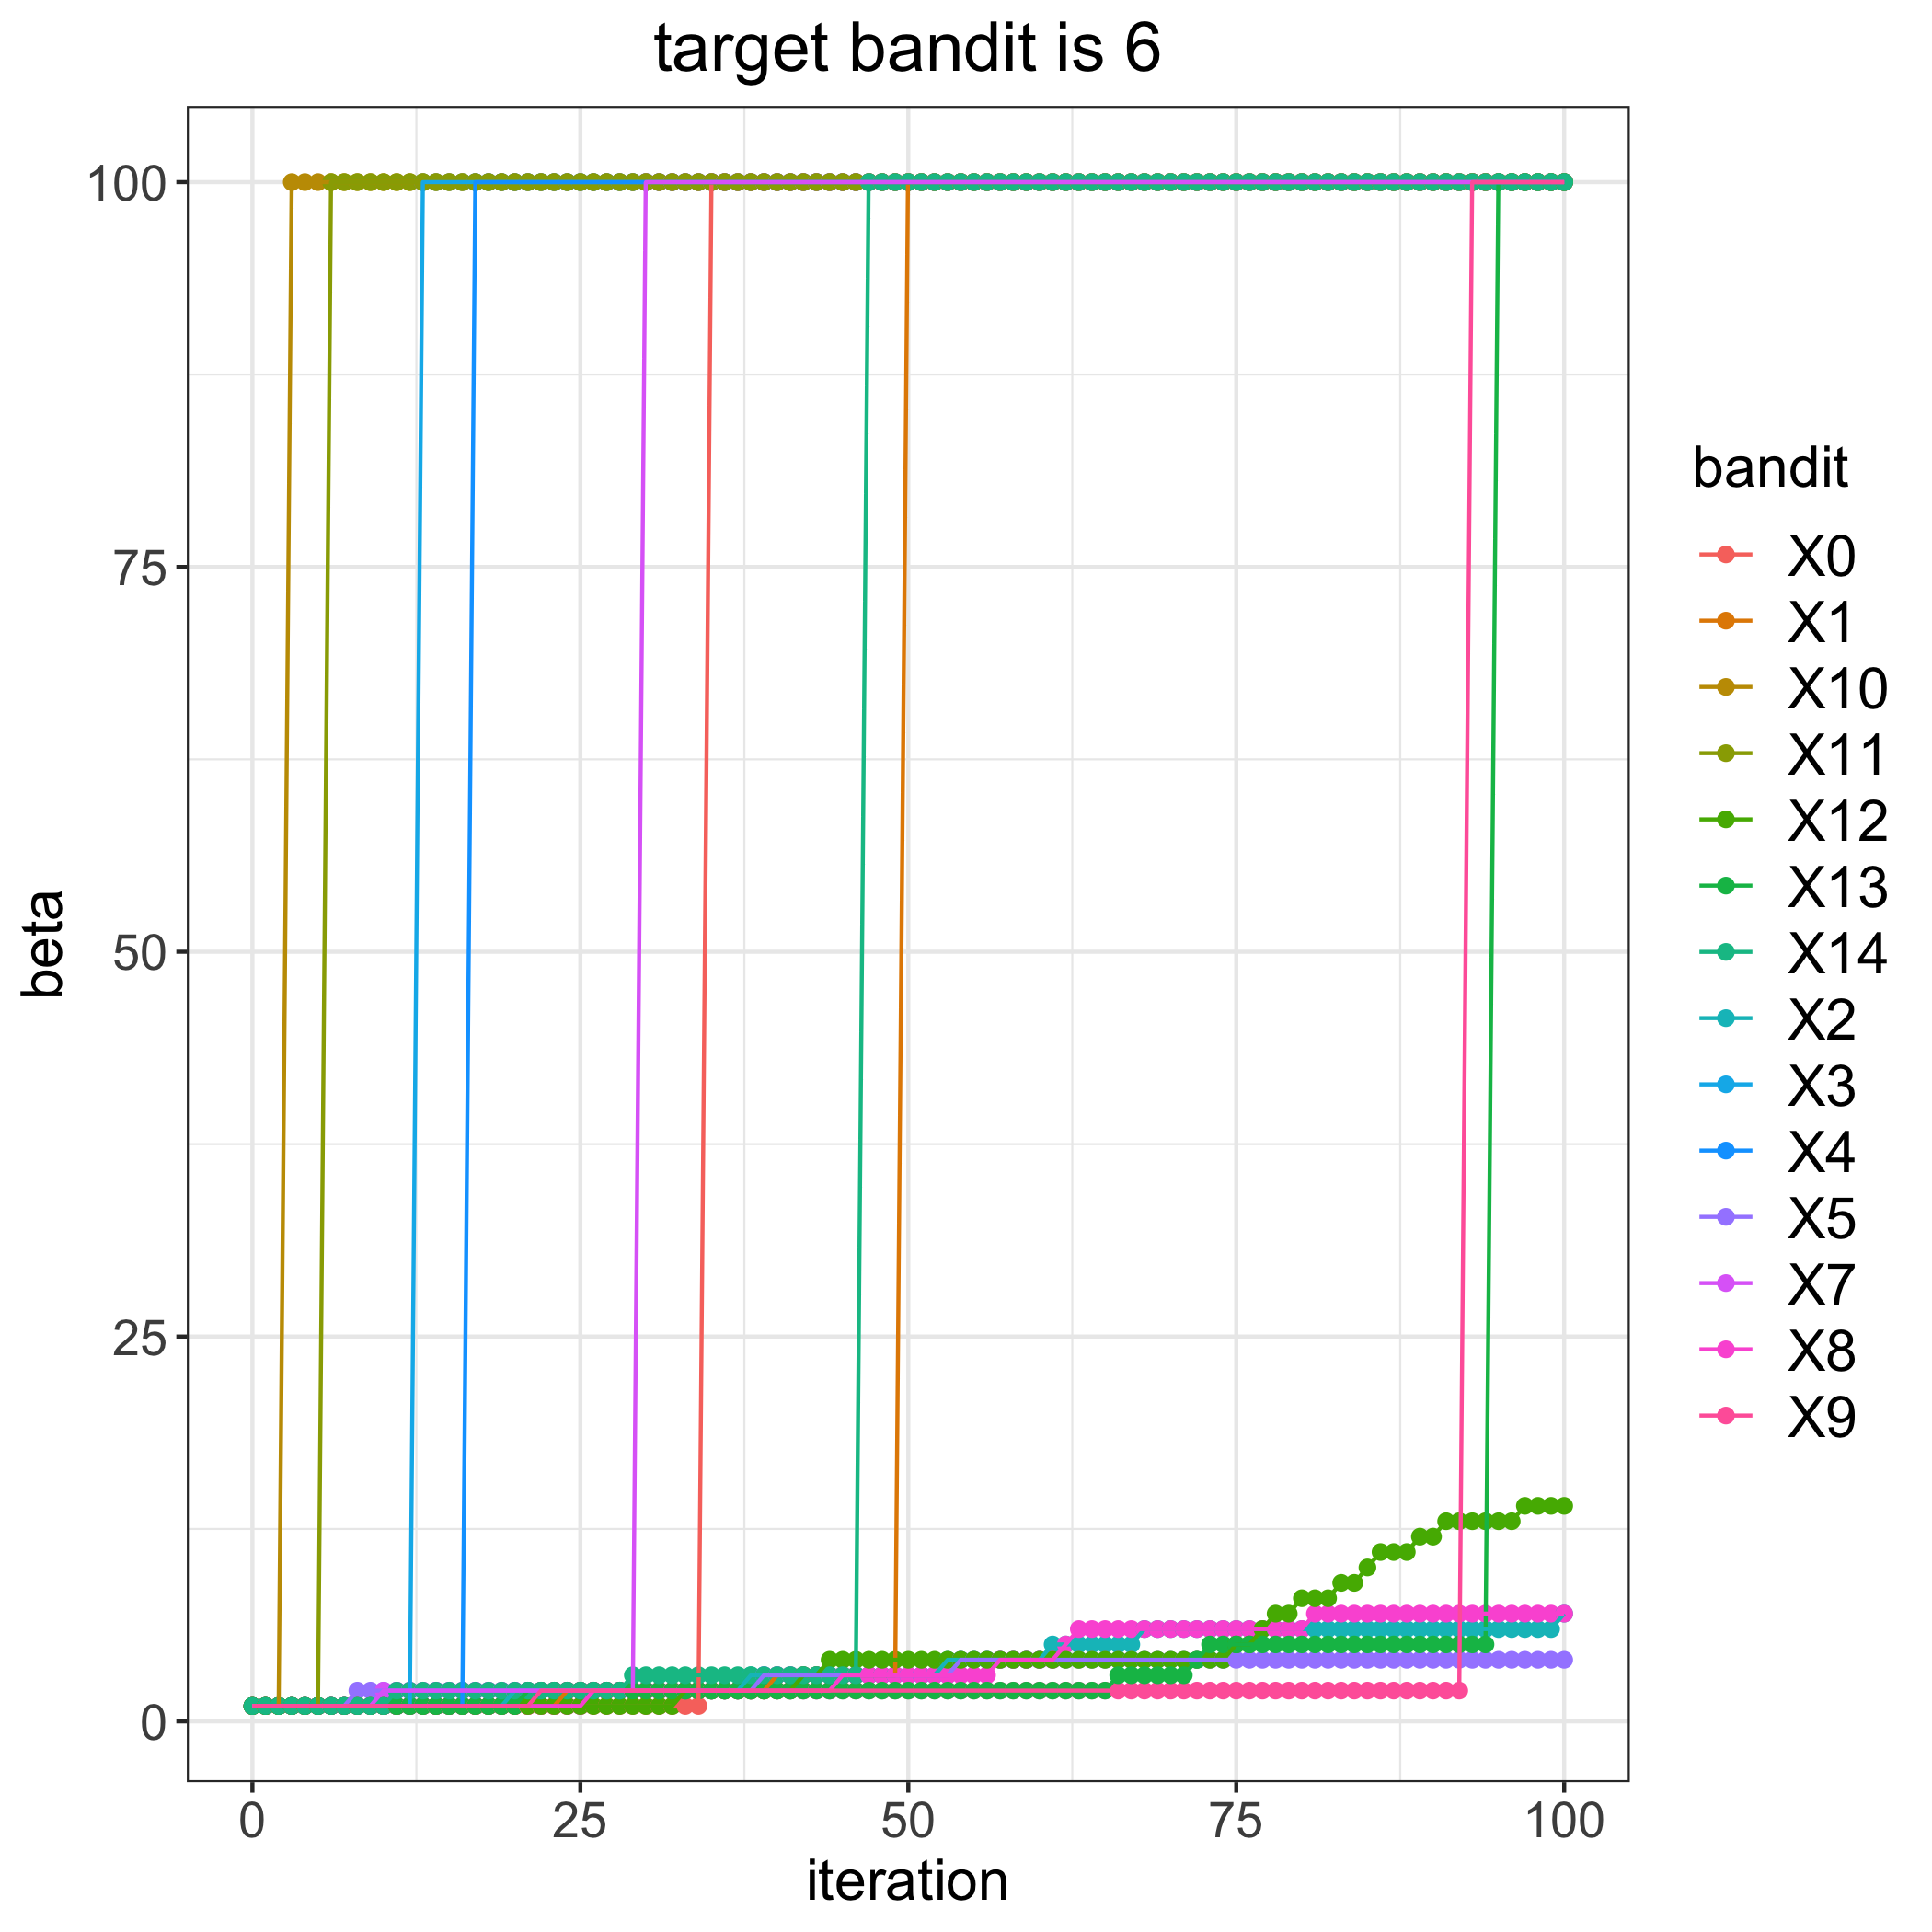 target bandit is 6
100
75
50
25
0
beta
0 25 50 75 100
iteration
bandit
X0
X1
X10
X11
X12
X13
X14
X2
X3
X4
X5
X7
X8
X9